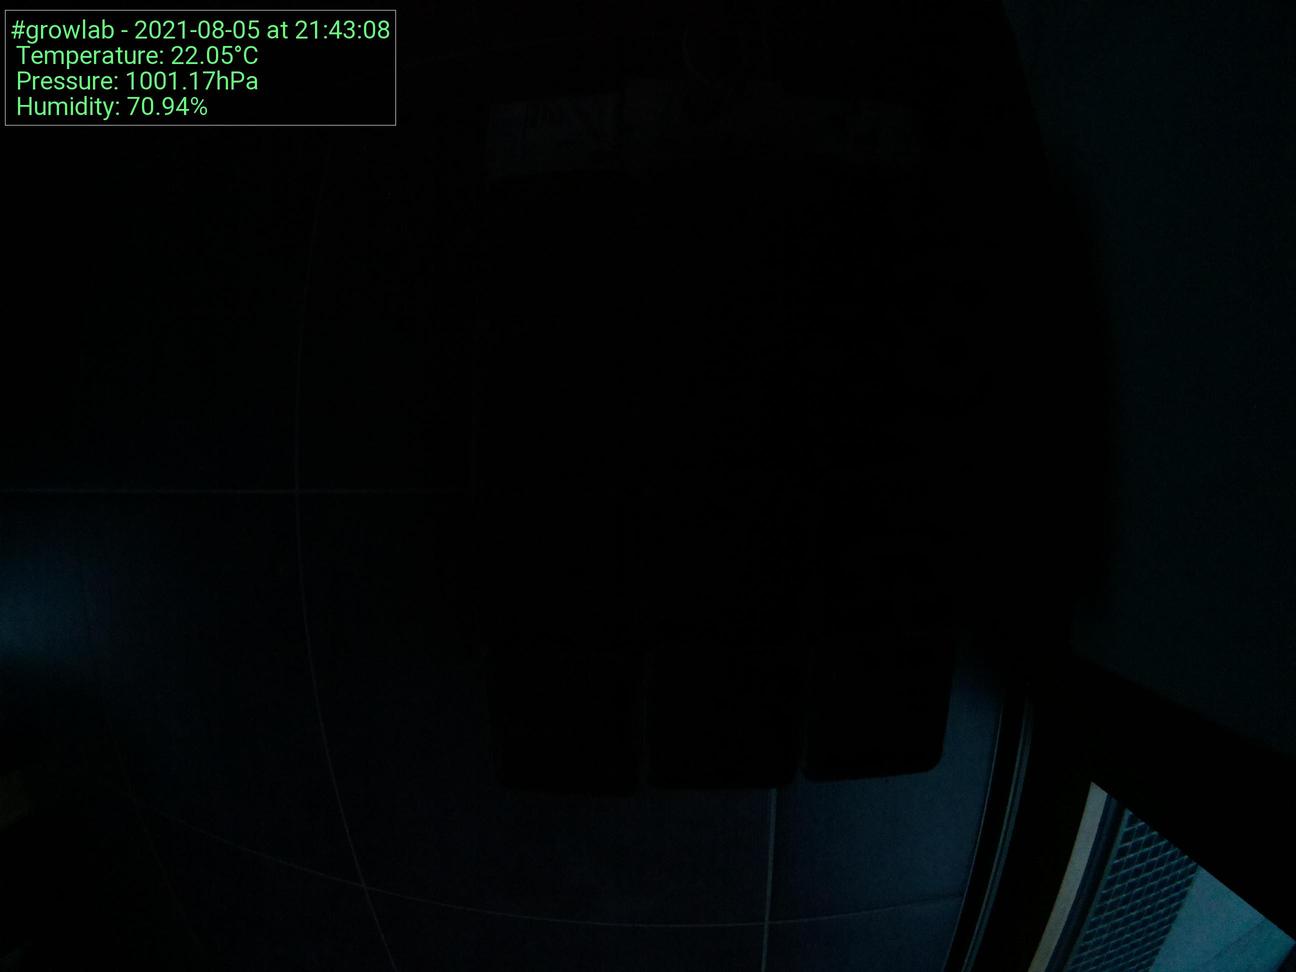 #growlab - 2021-08-05 at 21:43:08
Temperature: 22.05°C
Pressure: 1001.17hPa
Humidity: 70.94%